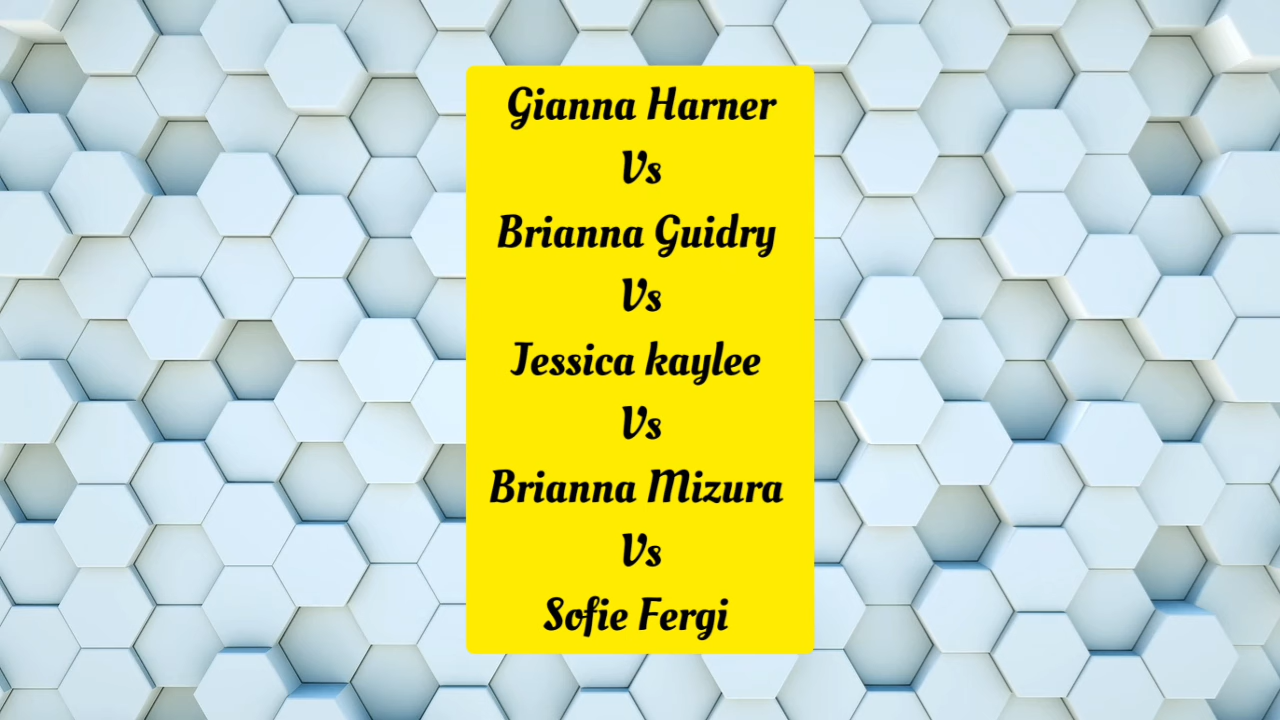 Gianna Harner
Vs
Brianna Guidry
Vs
Jessica kaylee
Vs
Brianna Mizura
Vs
Sofie Fergi